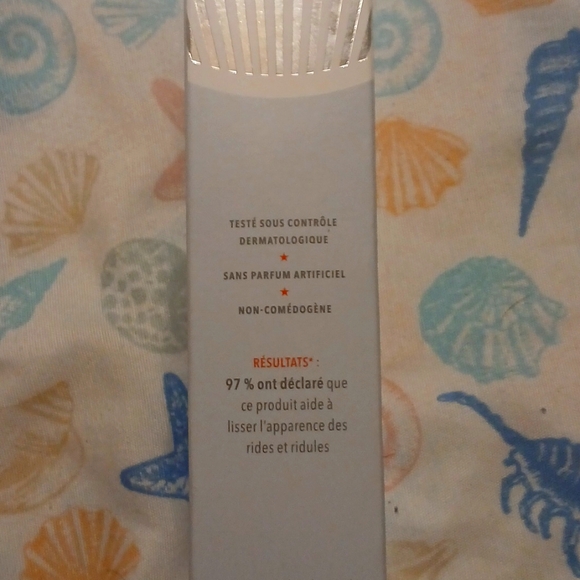 TESTÉ SOUS CONTRÔLE
DERMATOLOGIQUE
★
SANS PARFUM ARTIFICIEL
★
NON-COMÉDOGÈNE
RÉSULTATS* :
97 % ont déclaré que
ce produit aide à
lisser l'apparence des
rides et ridules